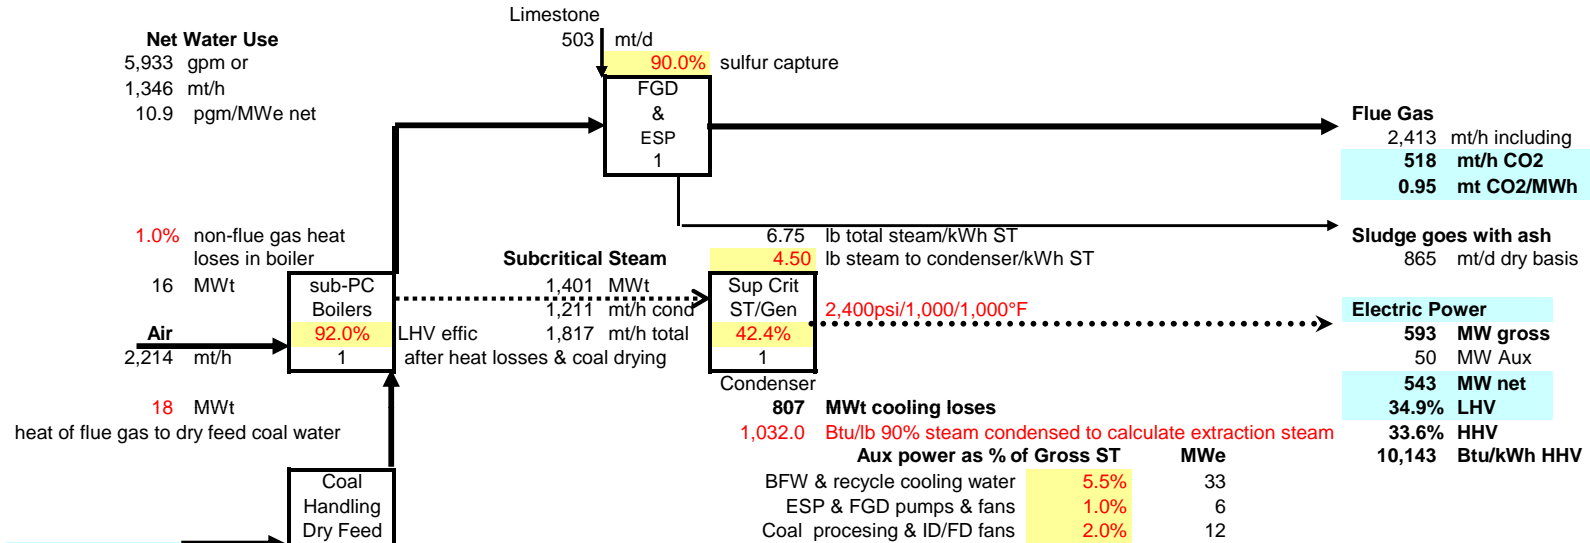 Limestone
503 mt/d
90.0% sulfur capture
Net Water Use
5,933 gpm or
1,346 mt/h
10.9 pgm/MWe net
FGD
&
ESP
1
Flue Gas
2,413 mt/h including
518 mt/h CO2
0.95 mt CO2/MWh
Sludge goes with ash
865 mt/d dry basis
1.0% non-flue gas heat
loses in boiler
16 MWt
Air
2,214 mt/h
sub-PC
Boilers
92.0%
1
LHV effic
after heat losses & coal drying
Subcritical Steam
1,401 MWt
1,211 mt/h cond
1,817 mt/h total
6.75 lb total steam/kWh ST
4.50 lb steam to condenser/kWh ST
Sup Crit
ST/Gen
42.4%
1
2,400psi/1,000/1,000°F
Condenser
807 MWt cooling loses
1,032.0 Btu/lb 90% steam condensed to calculate extraction steam
Electric Power
593 MW gross
50 MW Aux
543 MW net
34.9% LHV
33.6% HHV
10,143 Btu/kWh HHV
18 MWt
heat of flue gas to dry feed coal water
Coal
Handling
Dry Feed
Aux power as % of Gross ST MWe
BFW & recycle cooling water 5.5% 33
ESP & FGD pumps & fans 1.0% 6
Coal procesing & ID/FD fans 2.0% 12